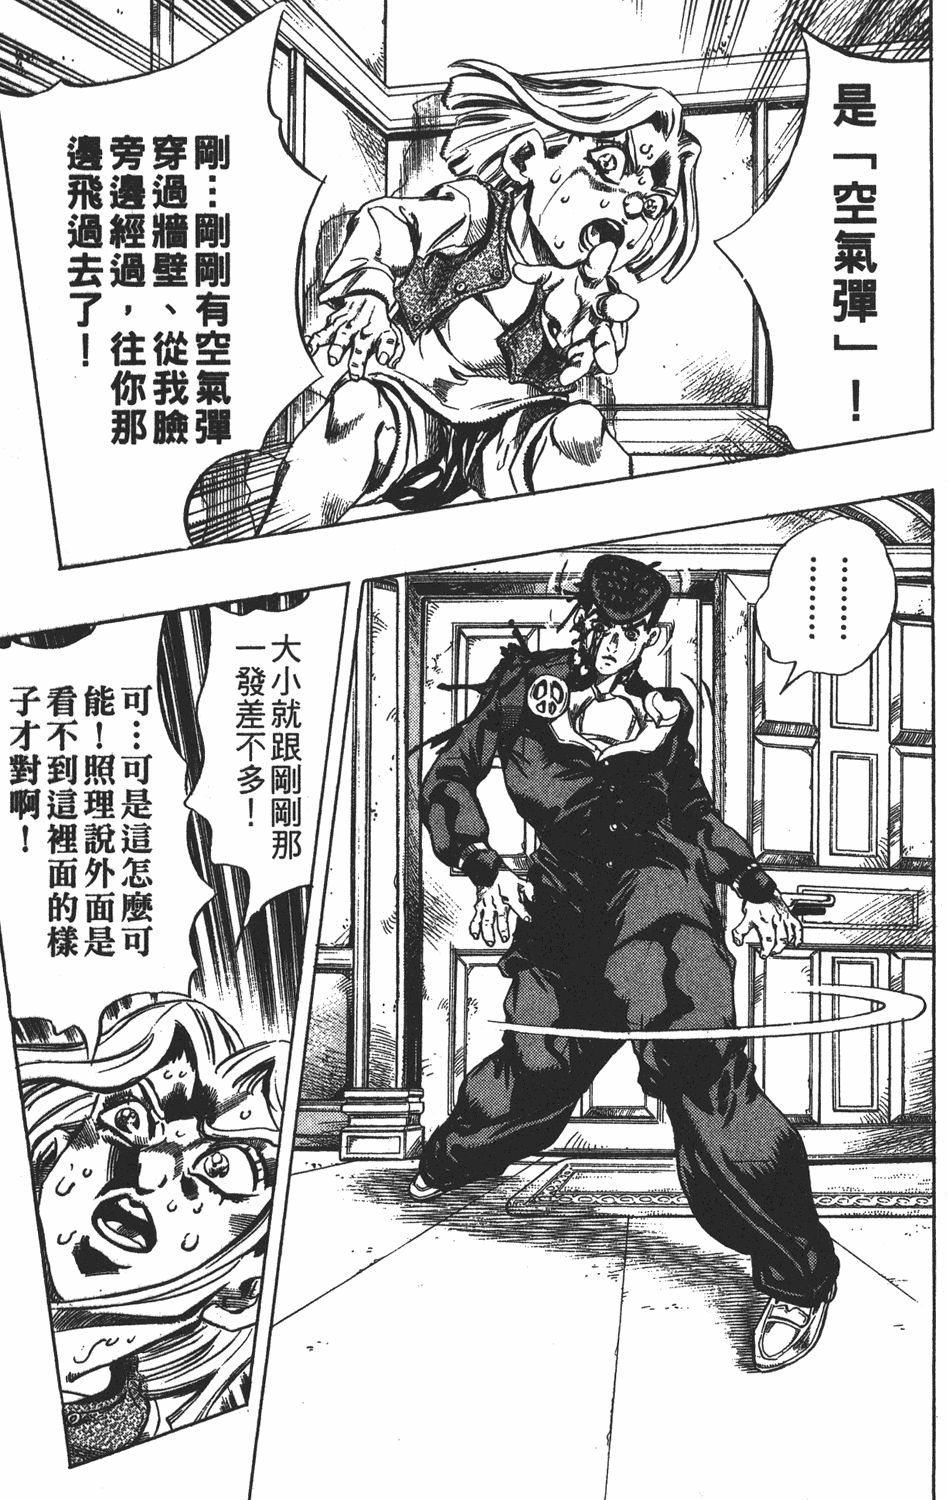 是「空氣彈」！
剛…剛剛有空氣彈
穿過牆壁、從我臉
旁邊經過，往你那
邊飛過去了！
………
………
大小就跟剛剛那
一發差不多！
可…可是這怎麼可
能！照理說外面是
看不到這裡面的樣
子才對啊！